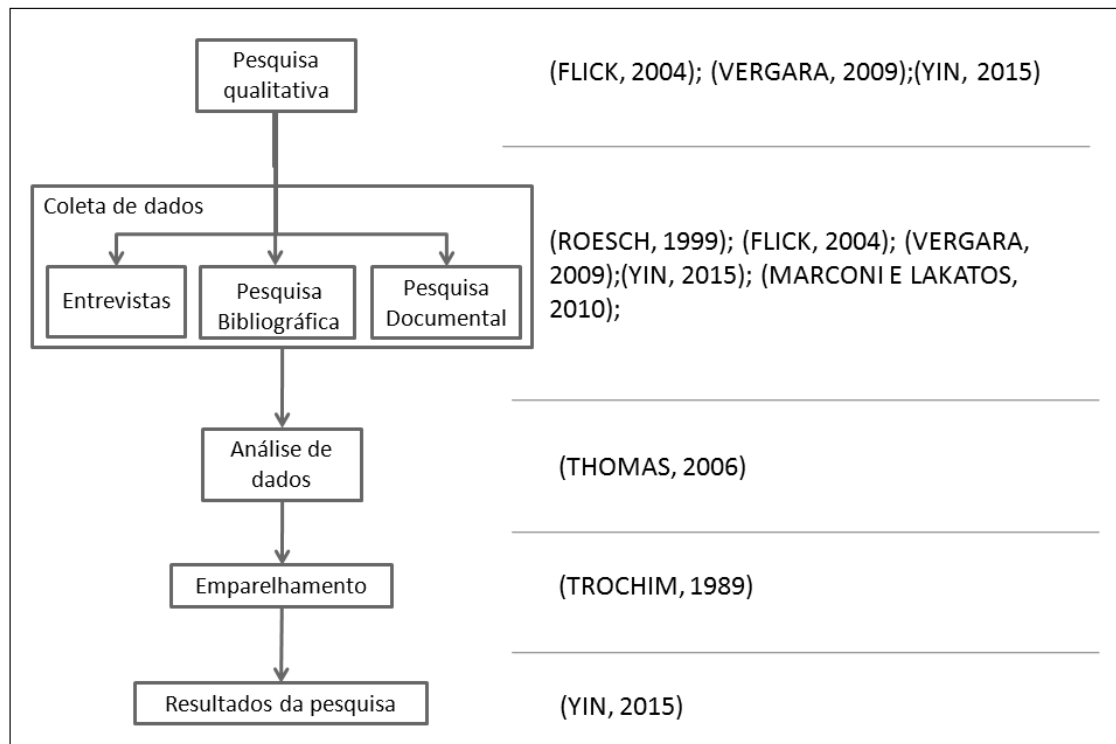 Pesquisa
qualitativa
(FLICK, 2004); (VERGARA, 2009);(YIN, 2015)
Coleta de dados
Entrevistas
Pesquisa
Bibliográfica
Pesquisa
Documental
(ROESCH, 1999); (FLICK, 2004); (VERGARA,
2009);(YIN, 2015); (MARCONI E LAKATOS,
2010);
Análise de
dados
(THOMAS, 2006)
Emparelhamento
(TROCHIM, 1989)
Resultados da pesquisa
(YIN, 2015)